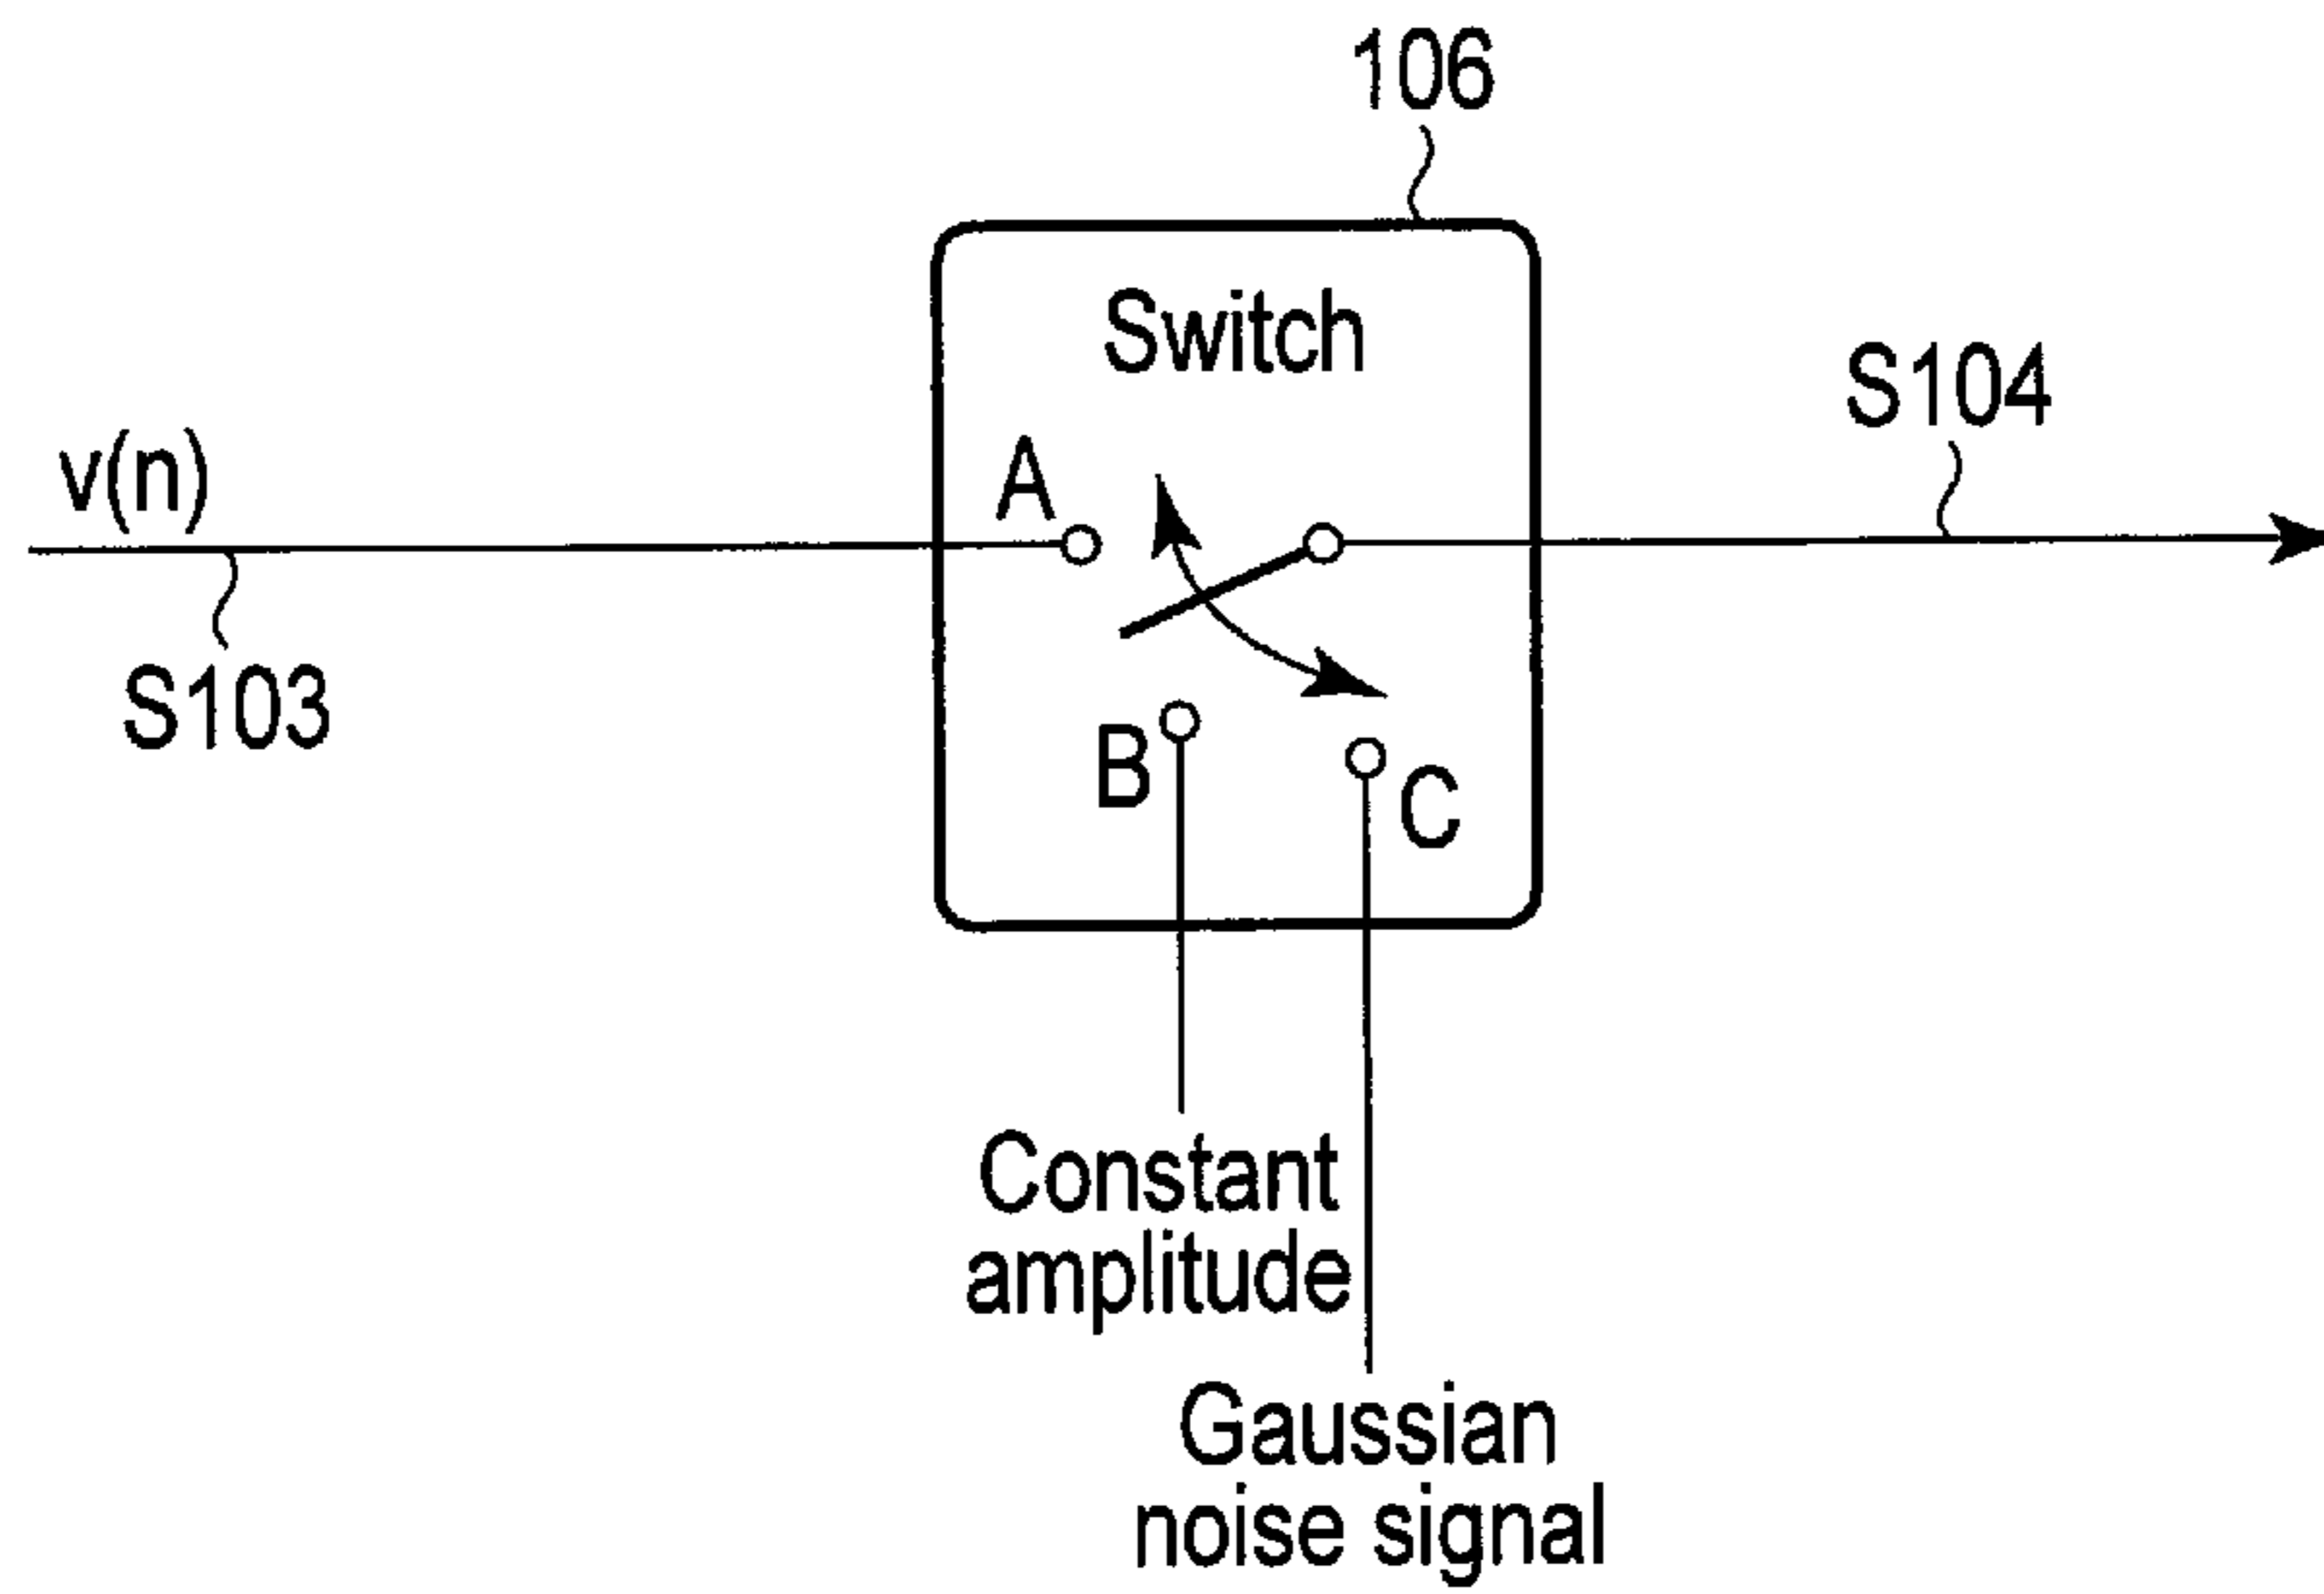 106
Switch
S104
v(n)
A
S103
B
C
Constant
amplitude
Gaussian
noise signal